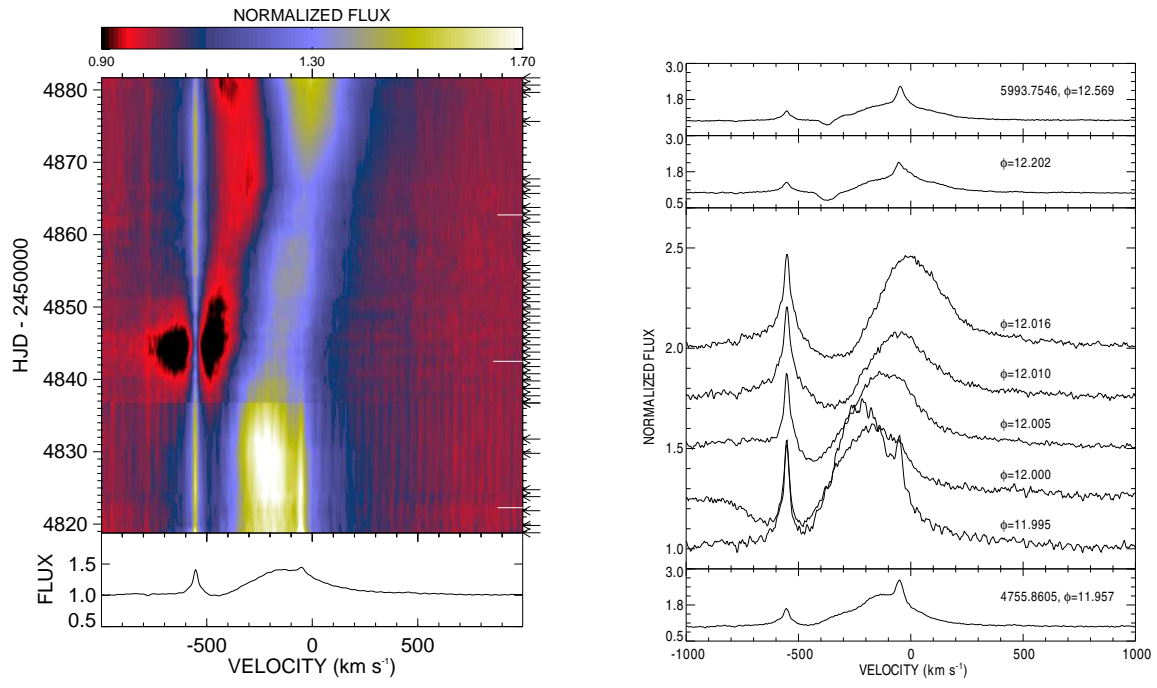 NORMALIZED FLUX
0.90 1.30 1.70
HJD - 2450000
4880
4870
4860
4850
4840
4830
4820
FLUX
1.5
1.0
0.5
-500 0 500
VELOCITY (km s⁻¹)
3.0
1.8
5993.7546, ϕ=12.569
3.0
1.8
0.5
ϕ=12.202
NORMALIZED FLUX
2.5
2.0
1.5
1.0
ϕ=12.016
ϕ=12.010
ϕ=12.005
ϕ=12.000
ϕ=11.995
3.0
1.8
0.5
4755.8605, ϕ=11.957
-1000 -500 0 500 1000
VELOCITY (km s⁻¹)